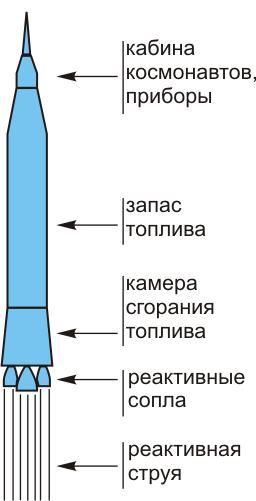 кабина
космонавтов,
приборы
запас
топлива
камера
сгорания
топлива
реактивные
сопла
реактивная
струя